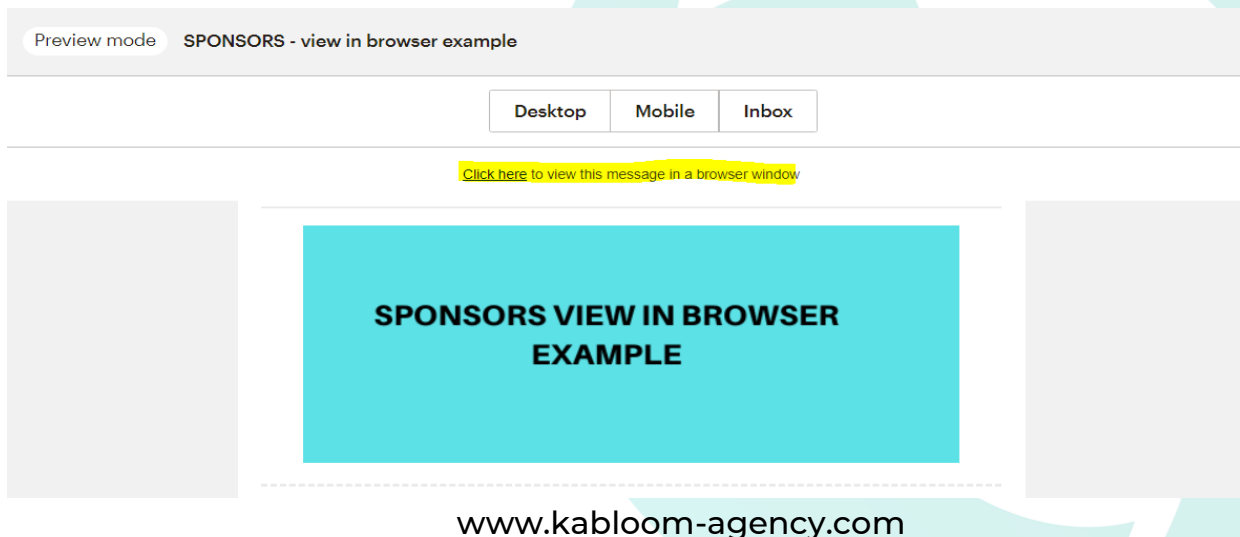 Preview mode SPONSORS - view in browser example
Desktop Mobile Inbox
Click here to view this message in a browser window
SPONSORS VIEW IN BROWSER
EXAMPLE
www.kabloom-agency.com